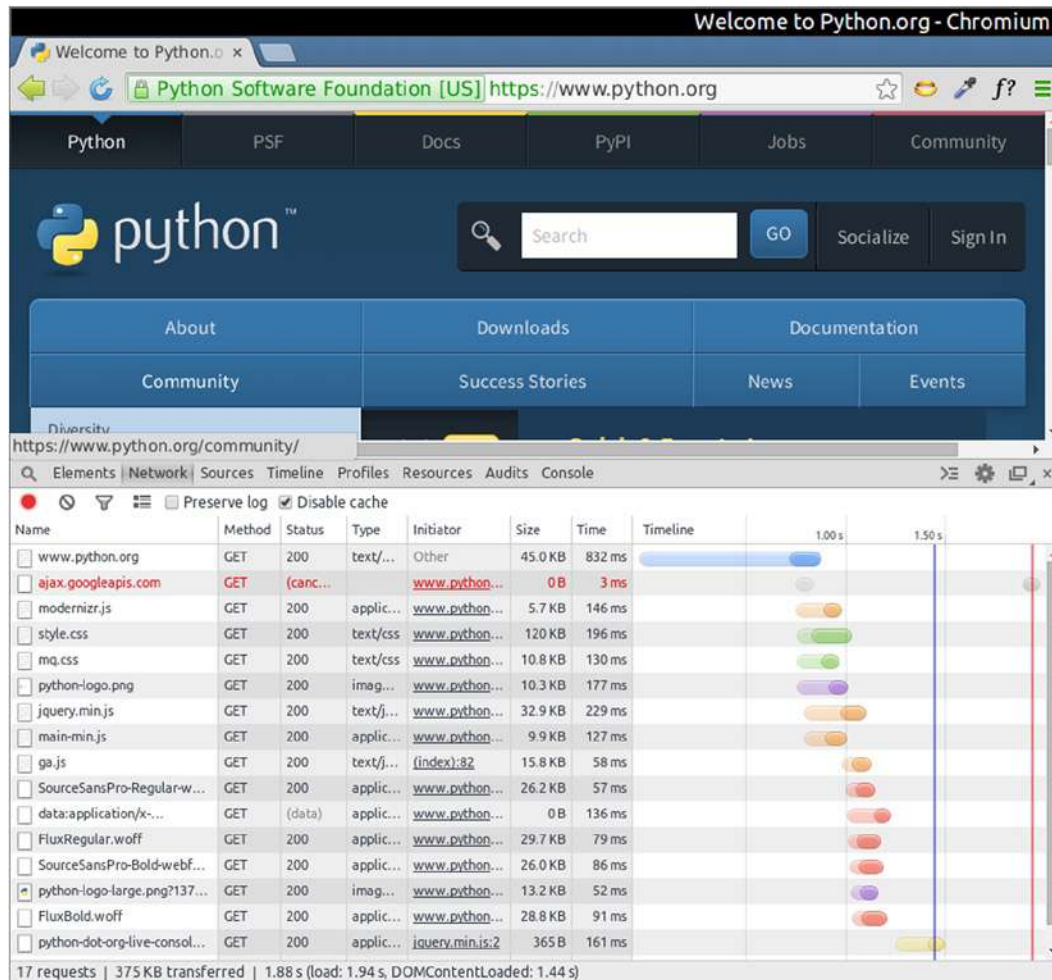 Welcome to Python.org - Chromium
Welcome to Python.o ×
Python Software Foundation [US] https://www.python.org f?
Python PSF Docs PyPI Jobs Community
python™ Search GO Socialize Sign In
About Downloads Documentation
Community Success Stories News Events
Diversity
https://www.python.org/community/
Elements Network Sources Timeline Profiles Resources Audits Console
Preserve log Disable cache
Name Method Status Type Initiator Size Time Timeline 1.00 s 1.50 s
www.python.org GET 200 text/... Other 45.0 KB 832 ms
ajax.googleapis.com GET (canc... www.python... 0 B 3 ms
modernizr.js GET 200 applic... www.python... 5.7 KB 146 ms
style.css GET 200 text/css www.python... 120 KB 196 ms
mq.css GET 200 text/css www.python... 10.8 KB 130 ms
python-logo.png GET 200 imag... www.python... 10.3 KB 177 ms
jquery.min.js GET 200 text/j... www.python... 32.9 KB 229 ms
main-min.js GET 200 applic... www.python... 9.9 KB 127 ms
ga.js GET 200 text/j... (index):82 15.8 KB 58 ms
SourceSansPro-Regular-w... GET 200 applic... www.python... 26.2 KB 57 ms
data:application/x-... GET (data) applic... www.python... 0 B 136 ms
FluxRegular.woff GET 200 applic... www.python... 29.7 KB 79 ms
SourceSansPro-Bold-webf... GET 200 applic... www.python... 26.0 KB 86 ms
python-logo-large.png?137... GET 200 imag... www.python... 13.2 KB 52 ms
FluxBold.woff GET 200 applic... www.python... 28.8 KB 91 ms
python-dot-org-live-consol... GET 200 applic... jquery.min.js:2 365 B 161 ms
17 requests | 375 KB transferred | 1.88 s (load: 1.94 s, DOMContentLoaded: 1.44 s)